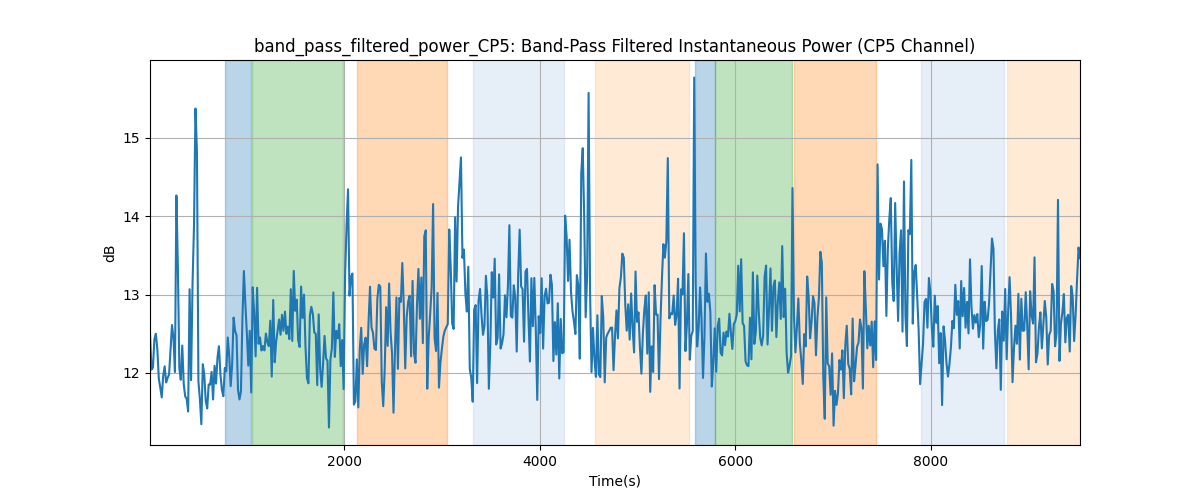 band_pass_filtered_power_CP5: Band-Pass Filtered Instantaneous Power (CP5 Channel)
15
14
13
12
dB
2000 4000 6000 8000
Time(s)